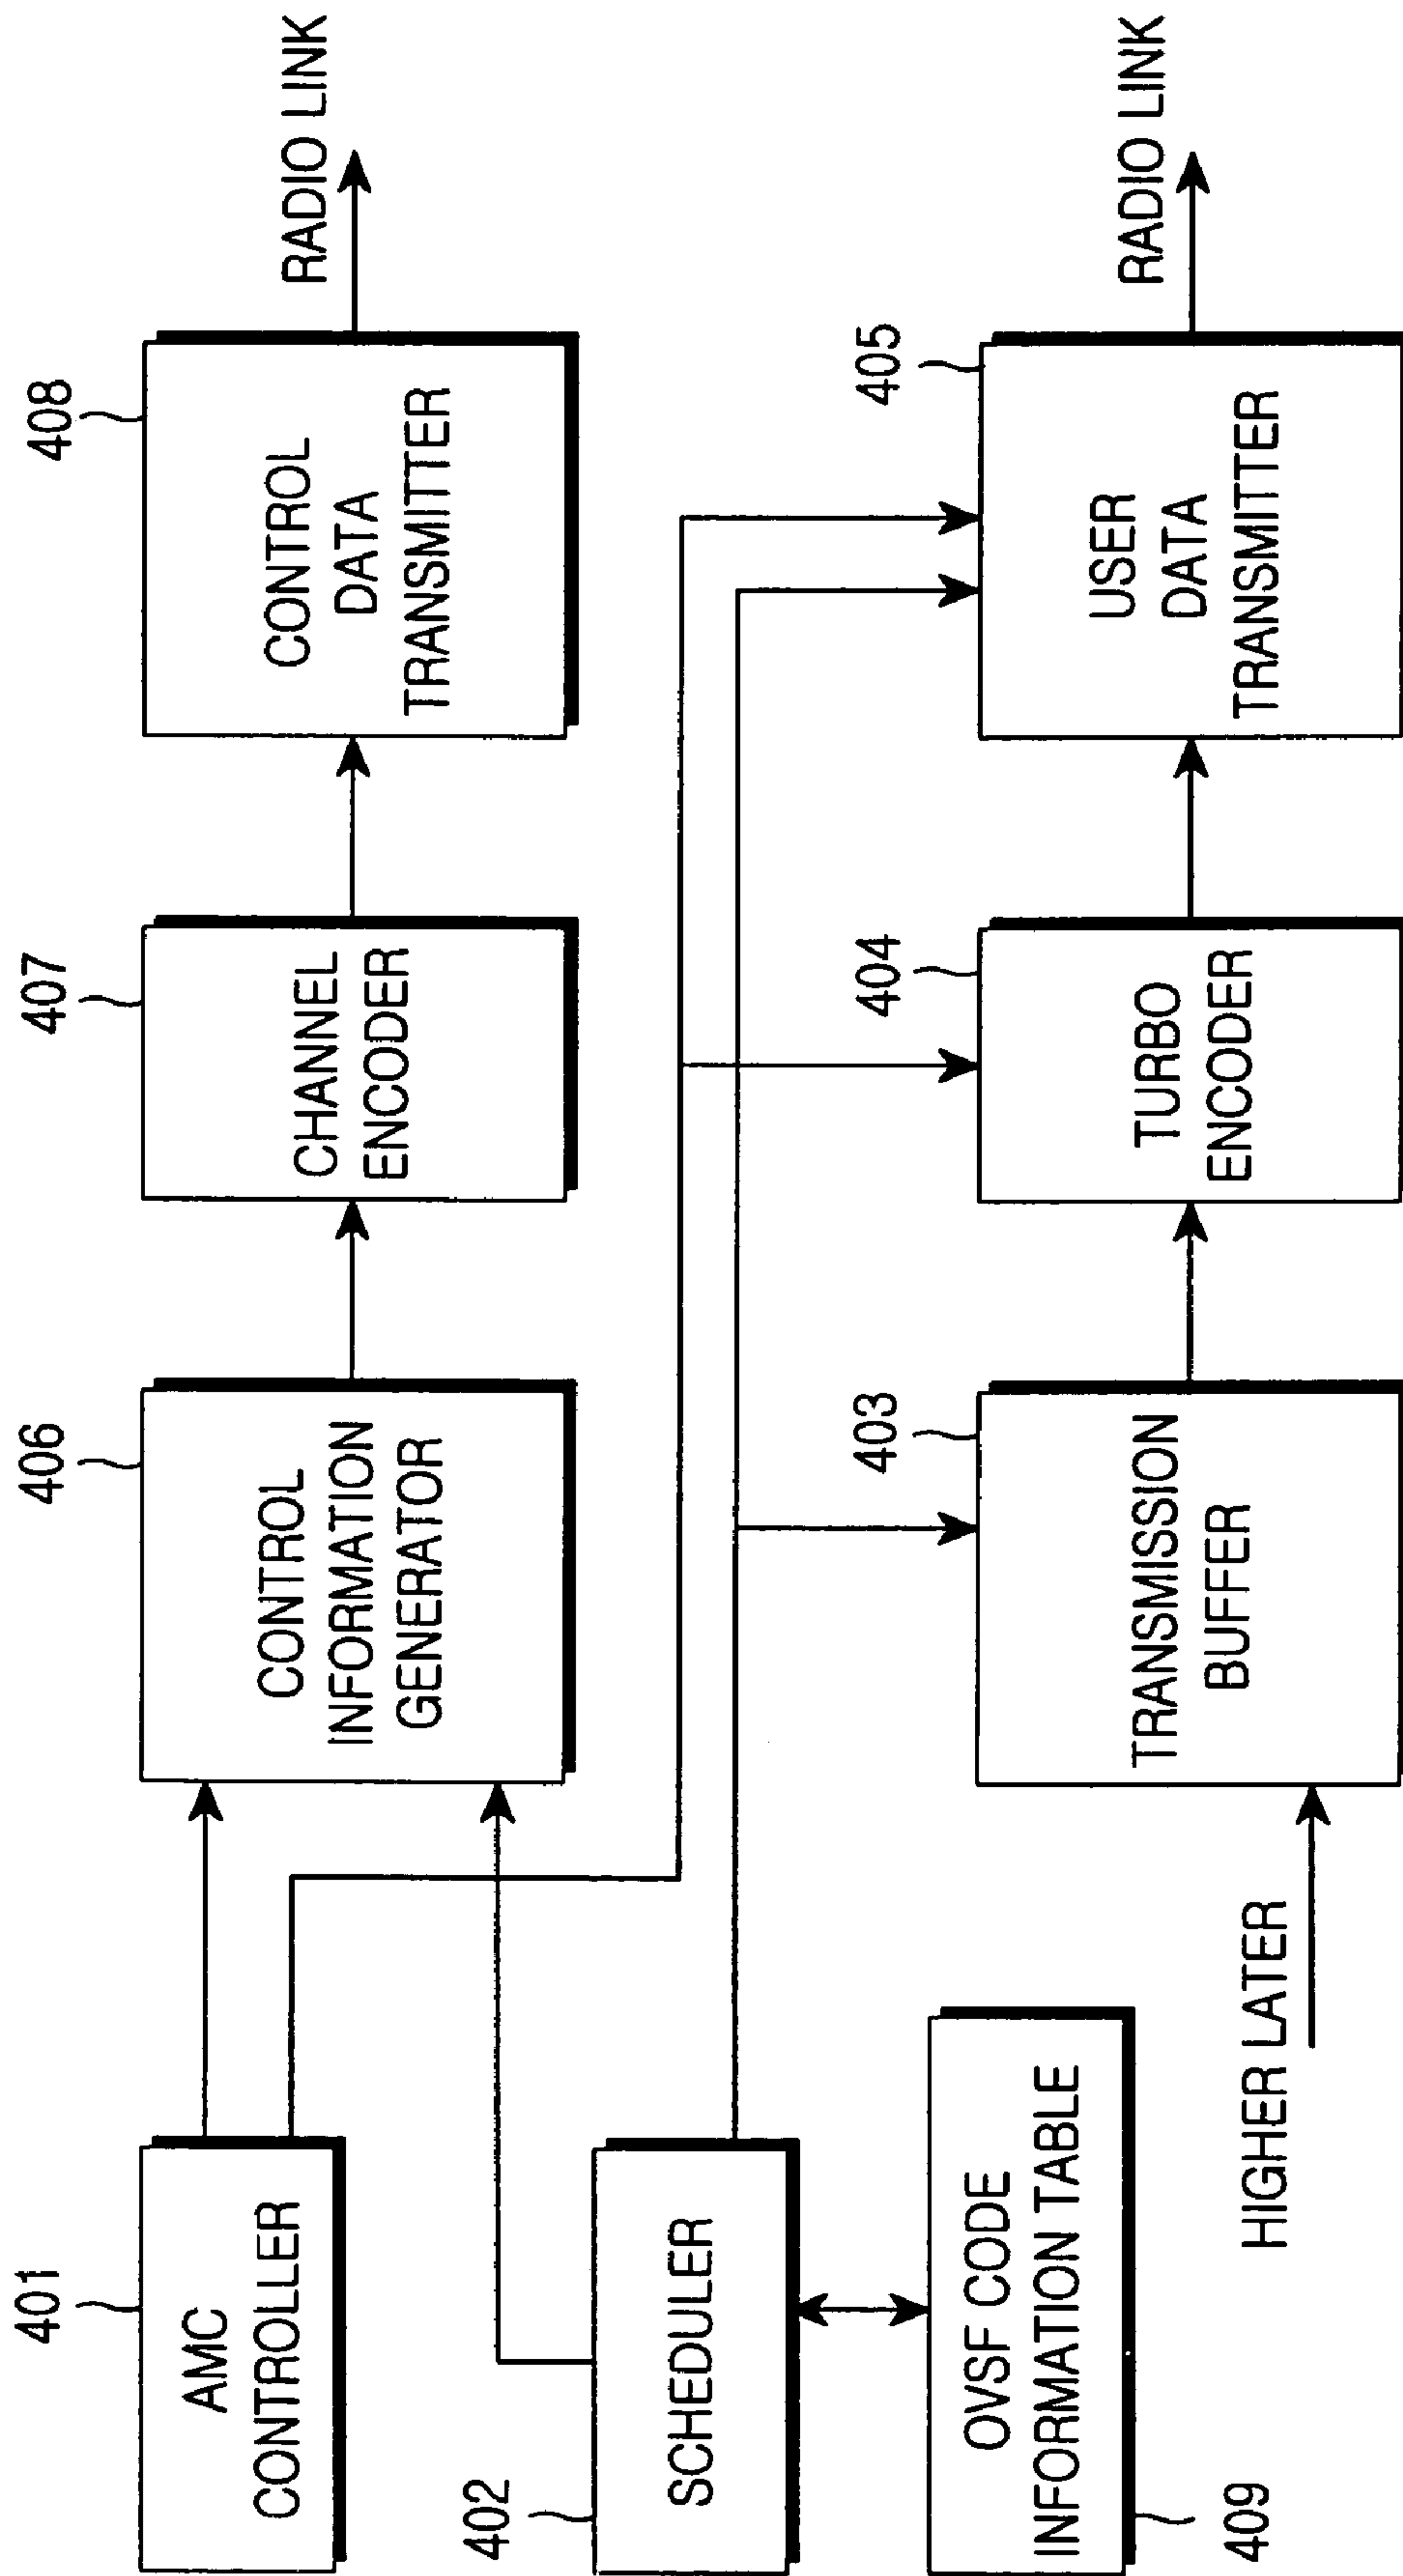 401
AMC
CONTROLLER
406
CONTROL
INFORMATION
GENERATOR
407
CHANNEL
ENCODER
408
CONTROL
DATA
TRANSMITTER
RADIO LINK
402
SCHEDULER
409
OVSF CODE
INFORMATION TABLE
HIGHER LATER
403
TRANSMISSION
BUFFER
404
TURBO
ENCODER
405
USER
DATA
TRANSMITTER
RADIO LINK